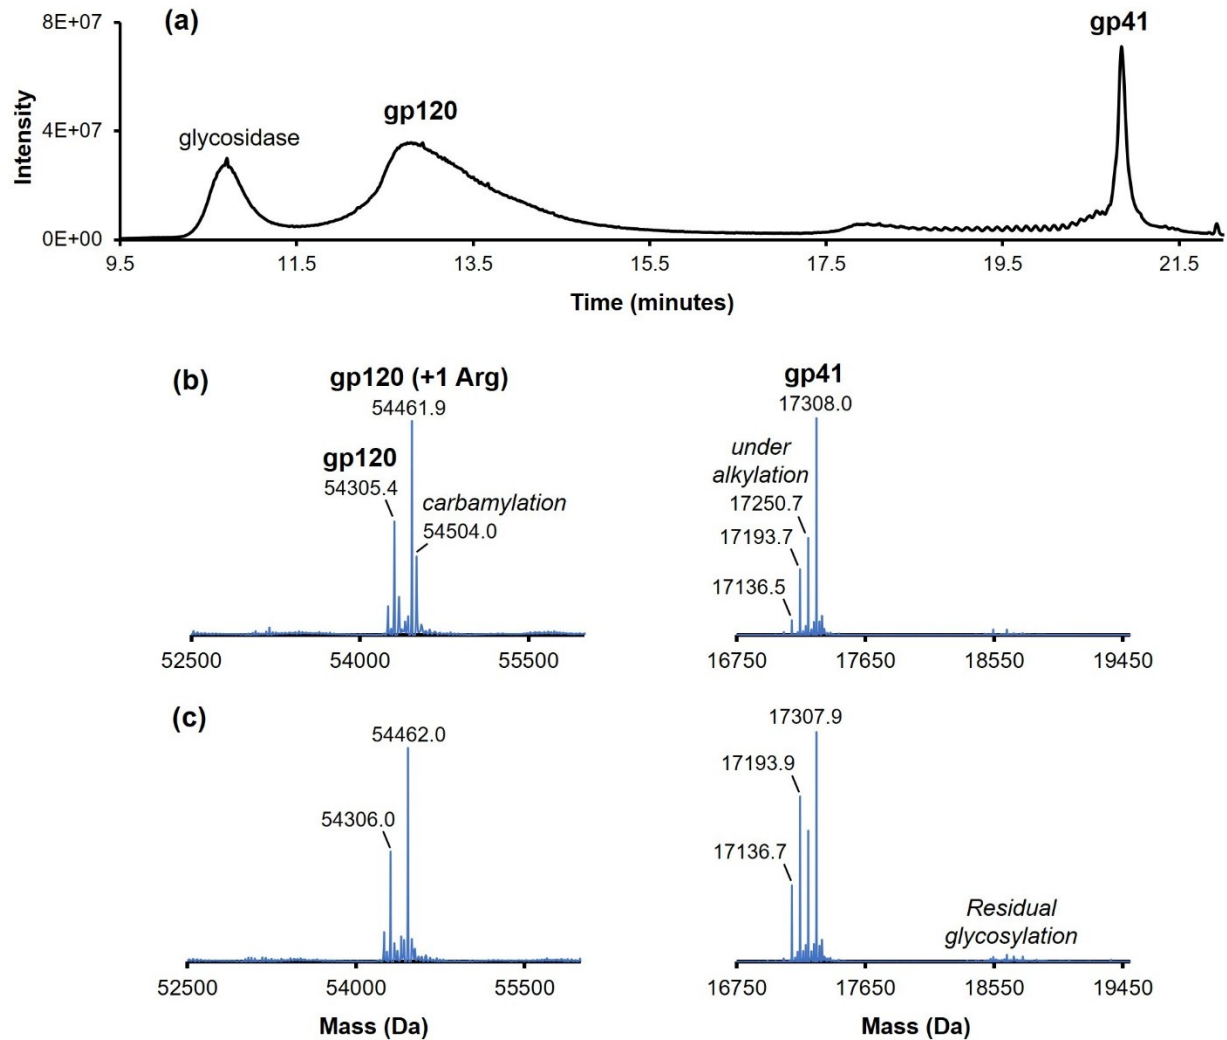 (a)
gp41
8E+07
4E+07
0E+00
Intensity
glycosidase
gp120
9.5 11.5 13.5 15.5 17.5 19.5 21.5
Time (minutes)
(b)
gp120 (+1 Arg)
54461.9
gp120
54305.4
carbamylation
54504.0
52500 54000 55500
gp41
17308.0
under
alkylation
17250.7
17193.7
17136.5
16750 17650 18550 19450
(c)
54462.0
54306.0
52500 54000 55500
Mass (Da)
17307.9
17193.9
17136.7
Residual
glycosylation
16750 17650 18550 19450
Mass (Da)